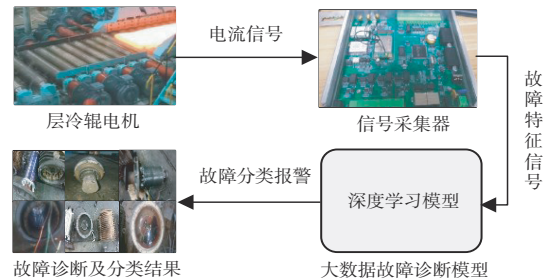 电流信号
层冷辊电机
信号采集器
故障特征信号
故障分类报警
深度学习模型
故障诊断及分类结果
大数据故障诊断模型